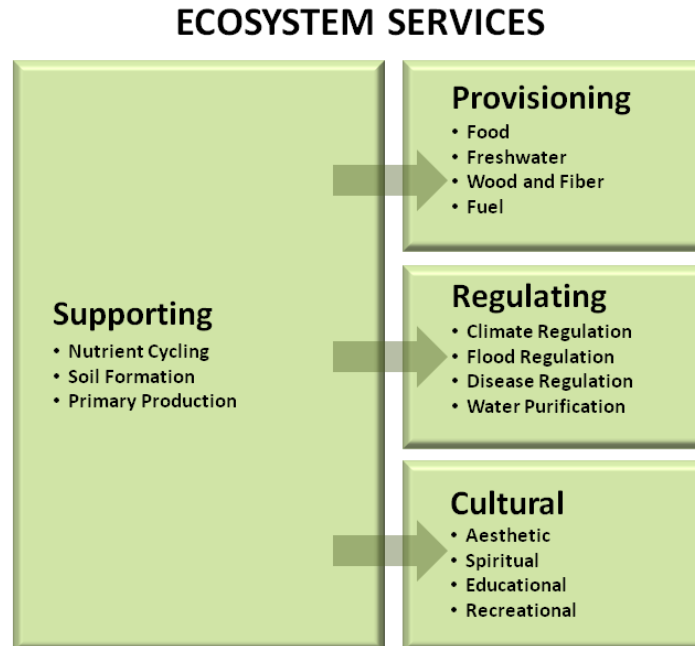 ECOSYSTEM SERVICES
Supporting
• Nutrient Cycling
• Soil Formation
• Primary Production
Provisioning
• Food
• Freshwater
• Wood and Fiber
• Fuel
Regulating
• Climate Regulation
• Flood Regulation
• Disease Regulation
• Water Purification
Cultural
• Aesthetic
• Spiritual
• Educational
• Recreational